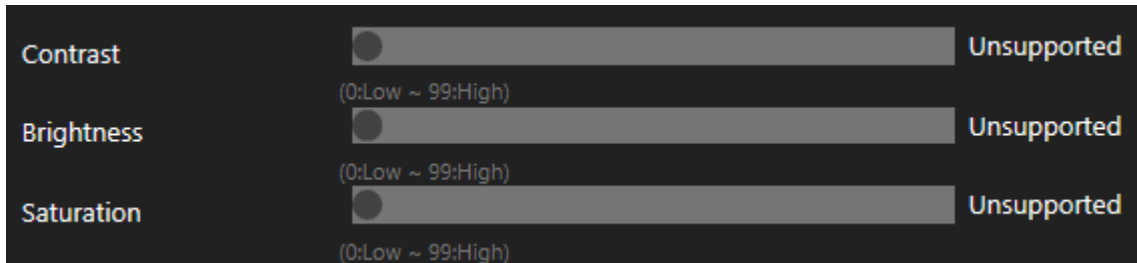 Contrast Unsupported
(0:Low ~ 99:High)
Brightness Unsupported
(0:Low ~ 99:High)
Saturation Unsupported
(0:Low ~ 99:High)